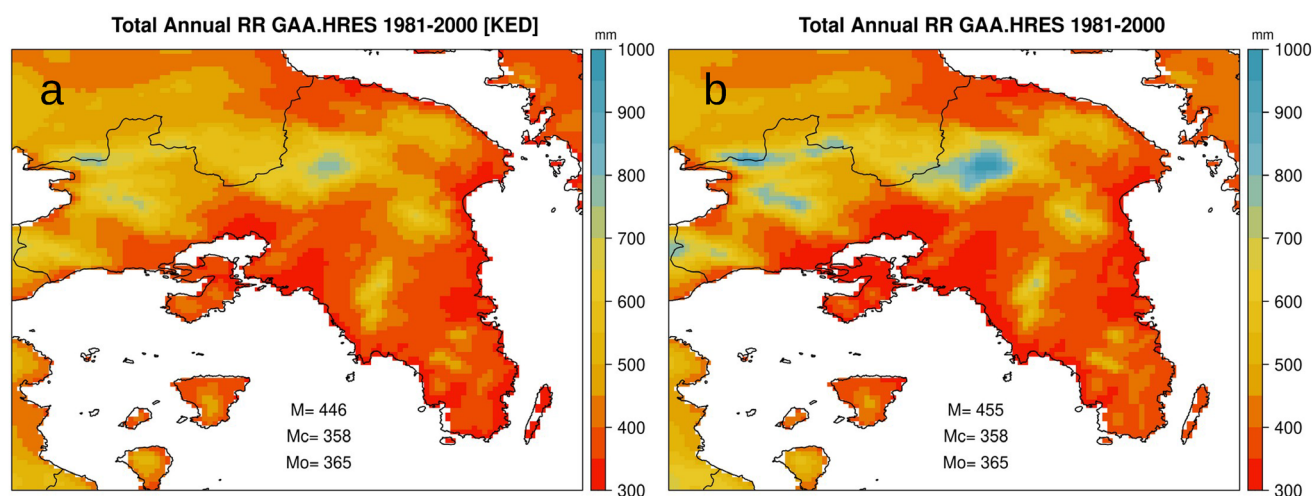 Total Annual RR GAA.HRES 1981-2000 [KED]
mm
a
1000
900
800
700
600
500
400
300
M= 446
Mc= 358
Mo= 365
Total Annual RR GAA.HRES 1981-2000
mm
b
1000
900
800
700
600
500
400
300
M= 455
Mc= 358
Mo= 365